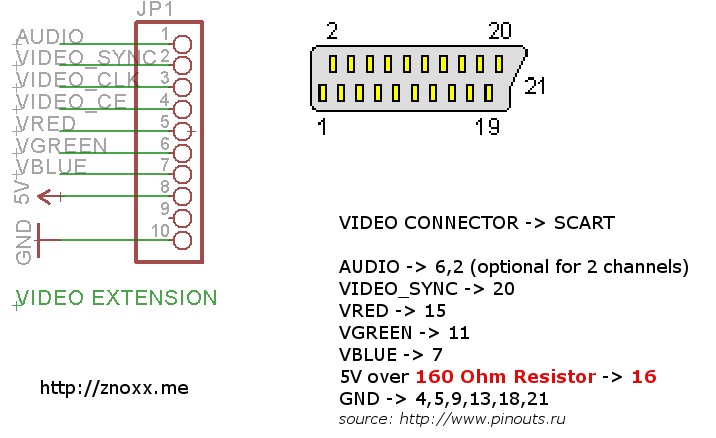 JP1
AUDIO 1
VIDEO_SYNC 2
VIDEO_CLK 3
VIDEO_CE 4
VRED 5
VGREEN 6
VBLUE 7
5V 8
9
GND 10
VIDEO EXTENSION
http://znoxx.me
2 20
21
1 19
VIDEO CONNECTOR -> SCART
AUDIO -> 6,2 (optional for 2 channels)
VIDEO_SYNC -> 20
VRED -> 15
VGREEN -> 11
VBLUE -> 7
5V over 160 Ohm Resistor -> 16
GND -> 4,5,9,13,18,21
source: http://www.pinouts.ru